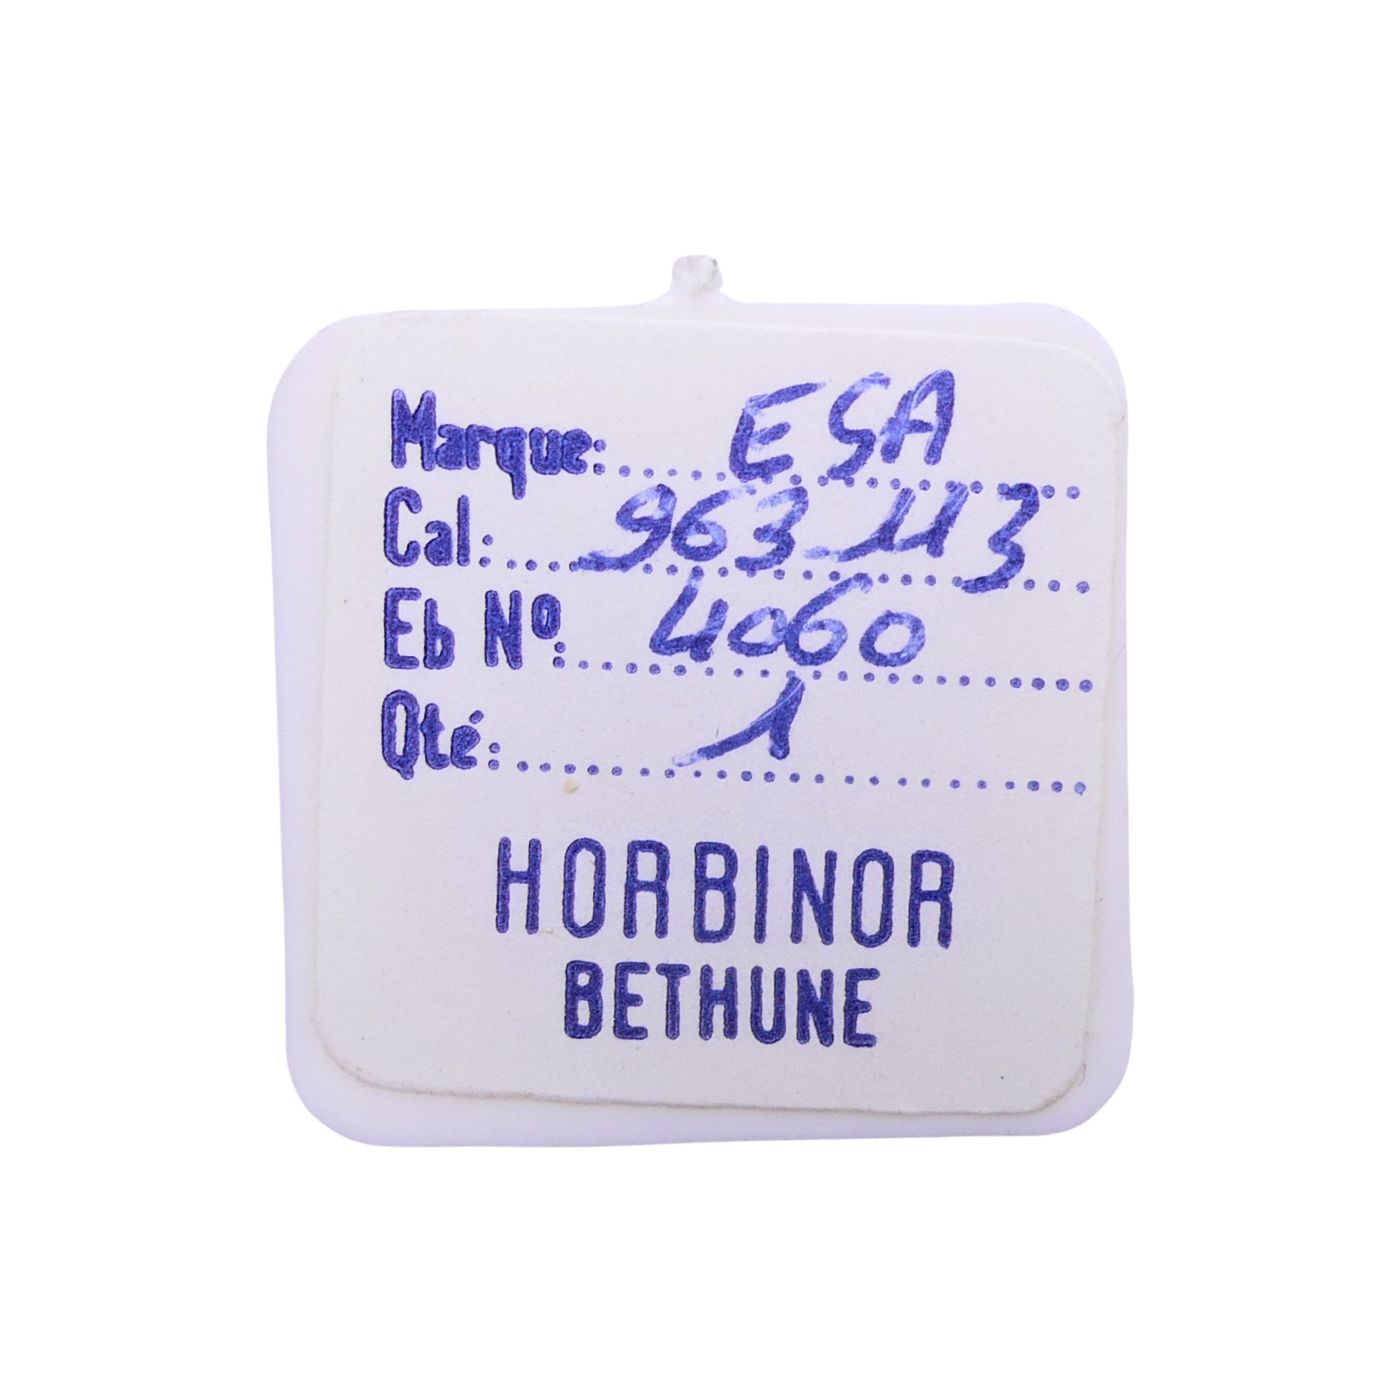 Marque: ESA
Cal: 963.113
Eb Nº: 4060
Qté: 1
HORBINOR
BETHUNE